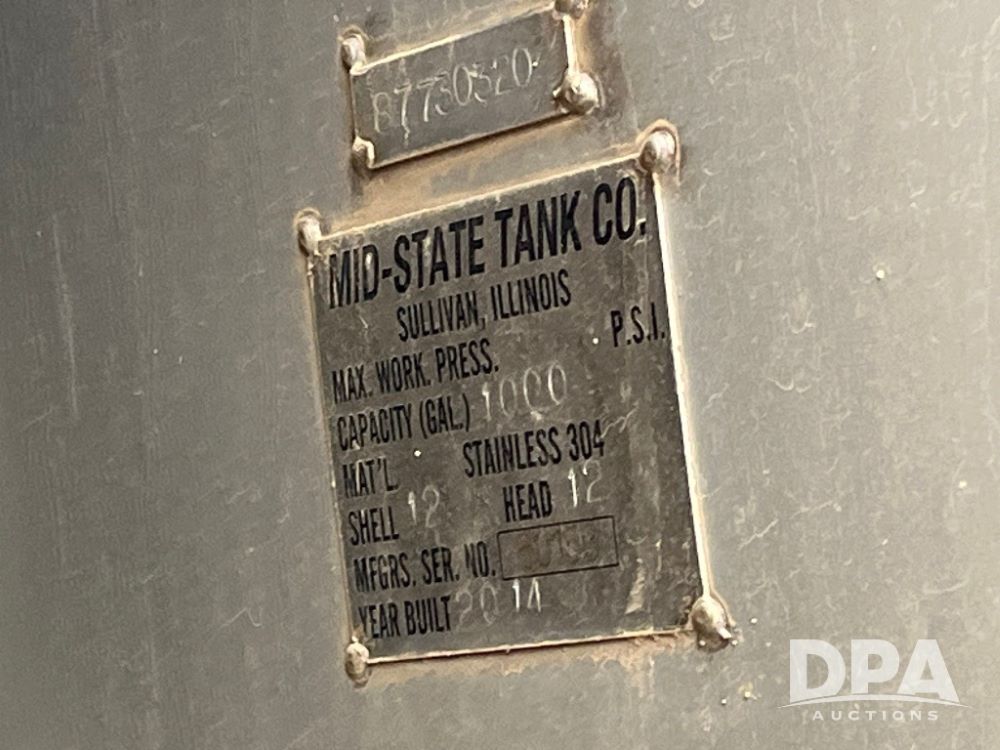 87730320
MID-STATE TANK CO.
SULLIVAN, ILLINOIS
MAX. WORK. PRESS. P.S.I.
CAPACITY (GAL.) 1000
MAT'L. STAINLESS 304
SHELL 12 HEAD 12
MFGRS. SER. NO.
YEAR BUILT 2014
DPA
AUCTIONS